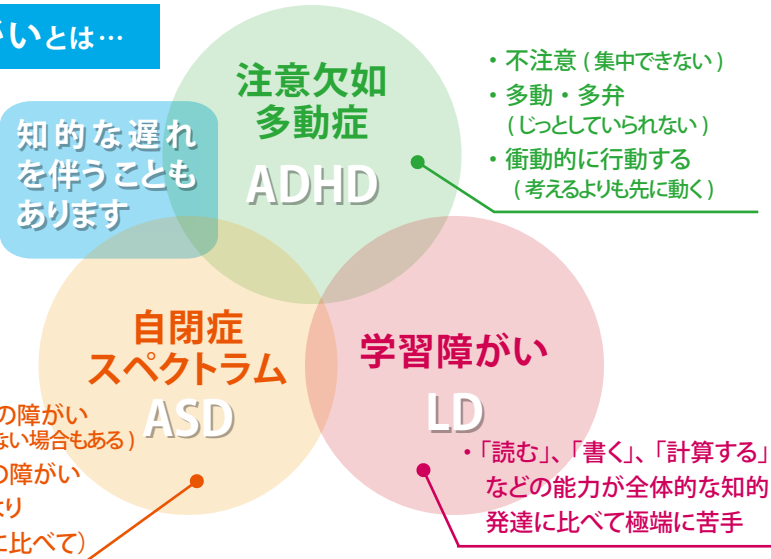 がいとは…
注意欠如
多動症
ADHD
・不注意 ( 集中できない )
・多動・多弁
( じっとしていられない )
・衝動的に行動する
( 考えるよりも先に動く )
知的な遅れ
を伴うことも
あります
自閉症
スペクトラム
ASD
の障がい
ない場合もある )
の障がい
より
に比べて)
学習障がい
LD
・「読む」、「書く」、「計算する」
などの能力が全体的な知的
発達に比べて極端に苦手